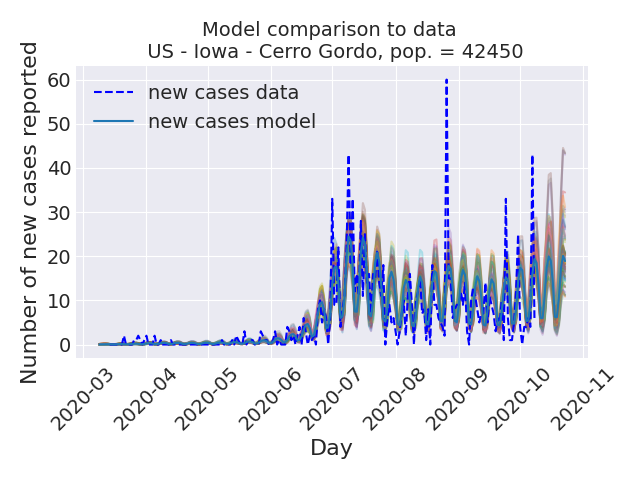 Model comparison to data
US - Iowa - Cerro Gordo, pop. = 42450
Number of new cases reported
60
50
40
30
20
10
0
new cases data
new cases model
2020-03
2020-04
2020-05
2020-06
2020-07
2020-08
2020-09
2020-10
2020-11
Day